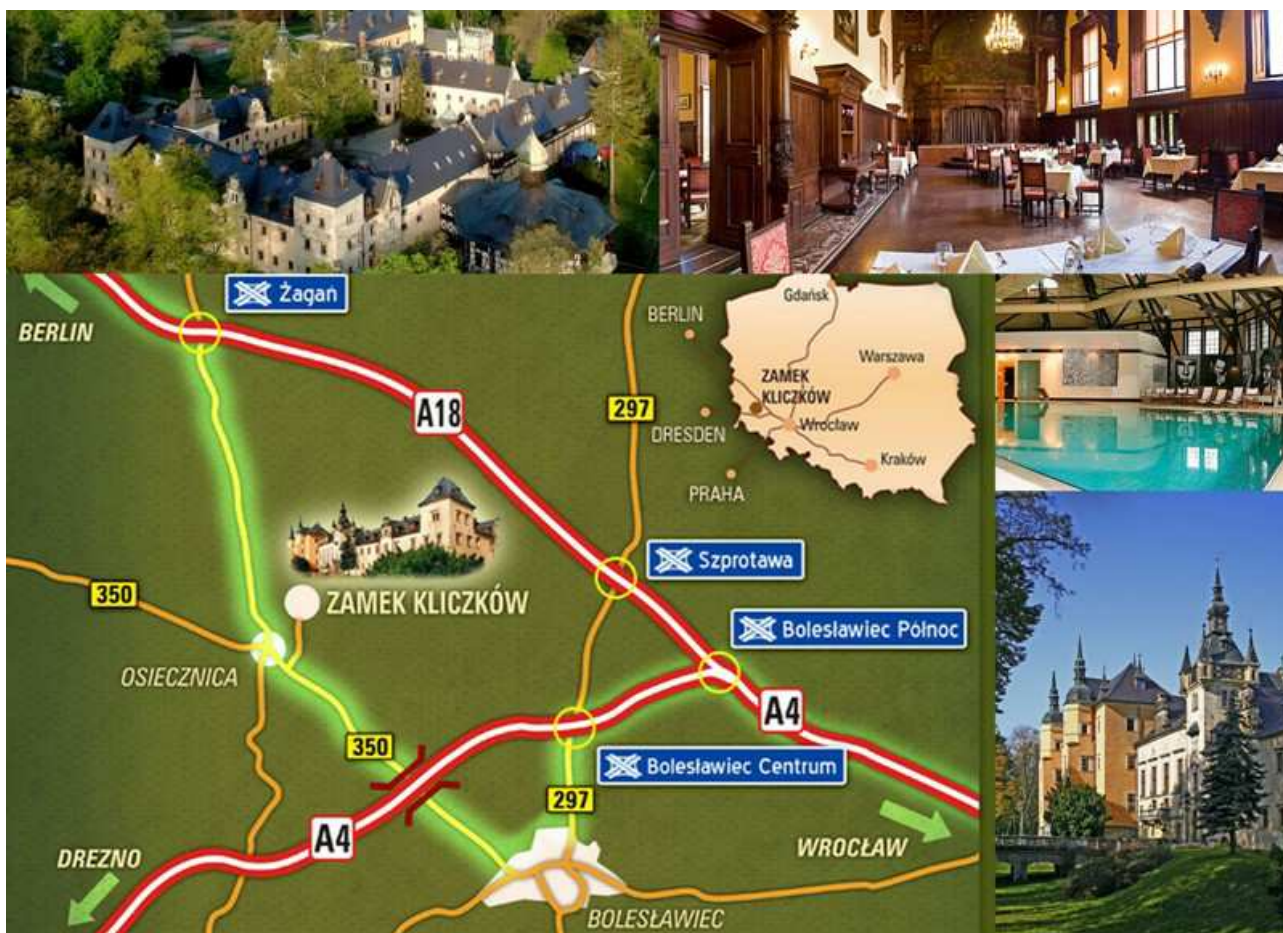 Żagań
BERLIN
A18
297
Gdańsk
BERLIN
Warszawa
ZAMEK
KLICZKÓW
DRESDEN
Wrocław
Kraków
PRAHA
Szprotawa
350
ZAMEK KLICZKÓW
Bolesławiec Północ
OSIECZNICA
A4
350
Bolesławiec Centrum
297
A4
WROCŁAW
DREZNO
BOLESŁAWIEC